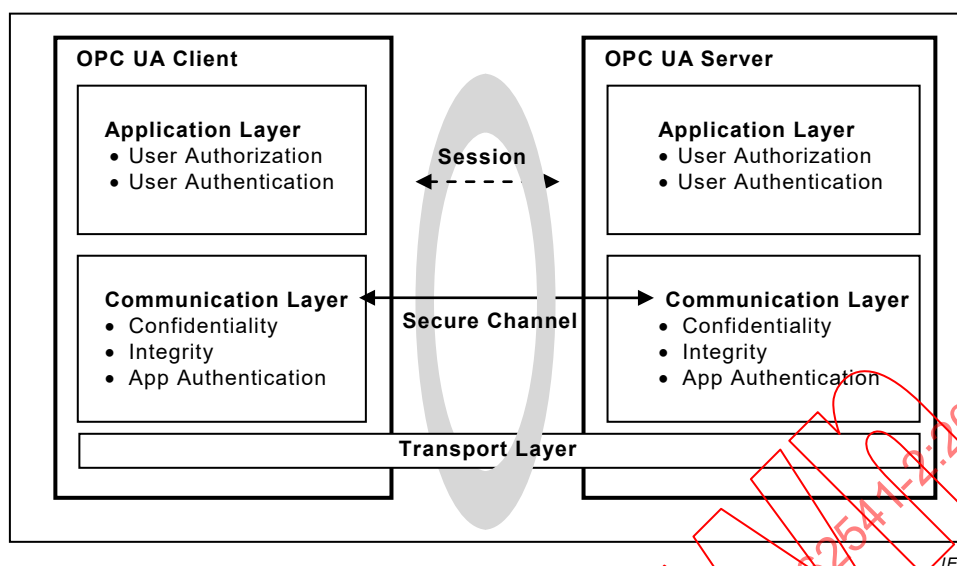 OPC UA Client
Application Layer
• User Authorization
• User Authentication
Communication Layer
• Confidentiality
• Integrity
• App Authentication
Session
Secure Channel
Transport Layer
OPC UA Server
Application Layer
• User Authorization
• User Authentication
Communication Layer
• Confidentiality
• Integrity
• App Authentication